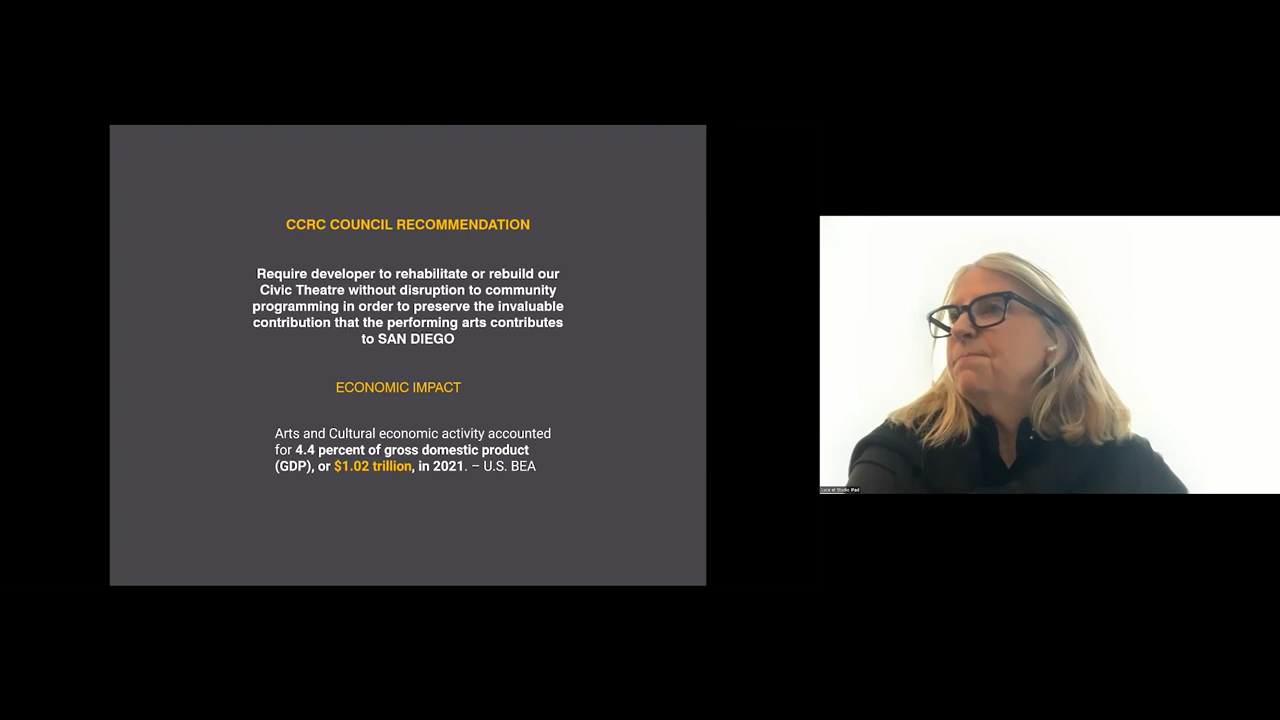 CCRC COUNCIL RECOMMENDATION
Require developer to rehabilitate or rebuild our
Civic Theatre without disruption to community
programming in order to preserve the invaluable
contribution that the performing arts contributes
to SAN DIEGO
ECONOMIC IMPACT
Arts and Cultural economic activity accounted
for 4.4 percent of gross domestic product
(GDP), or $1.02 trillion, in 2021. – U.S. BEA